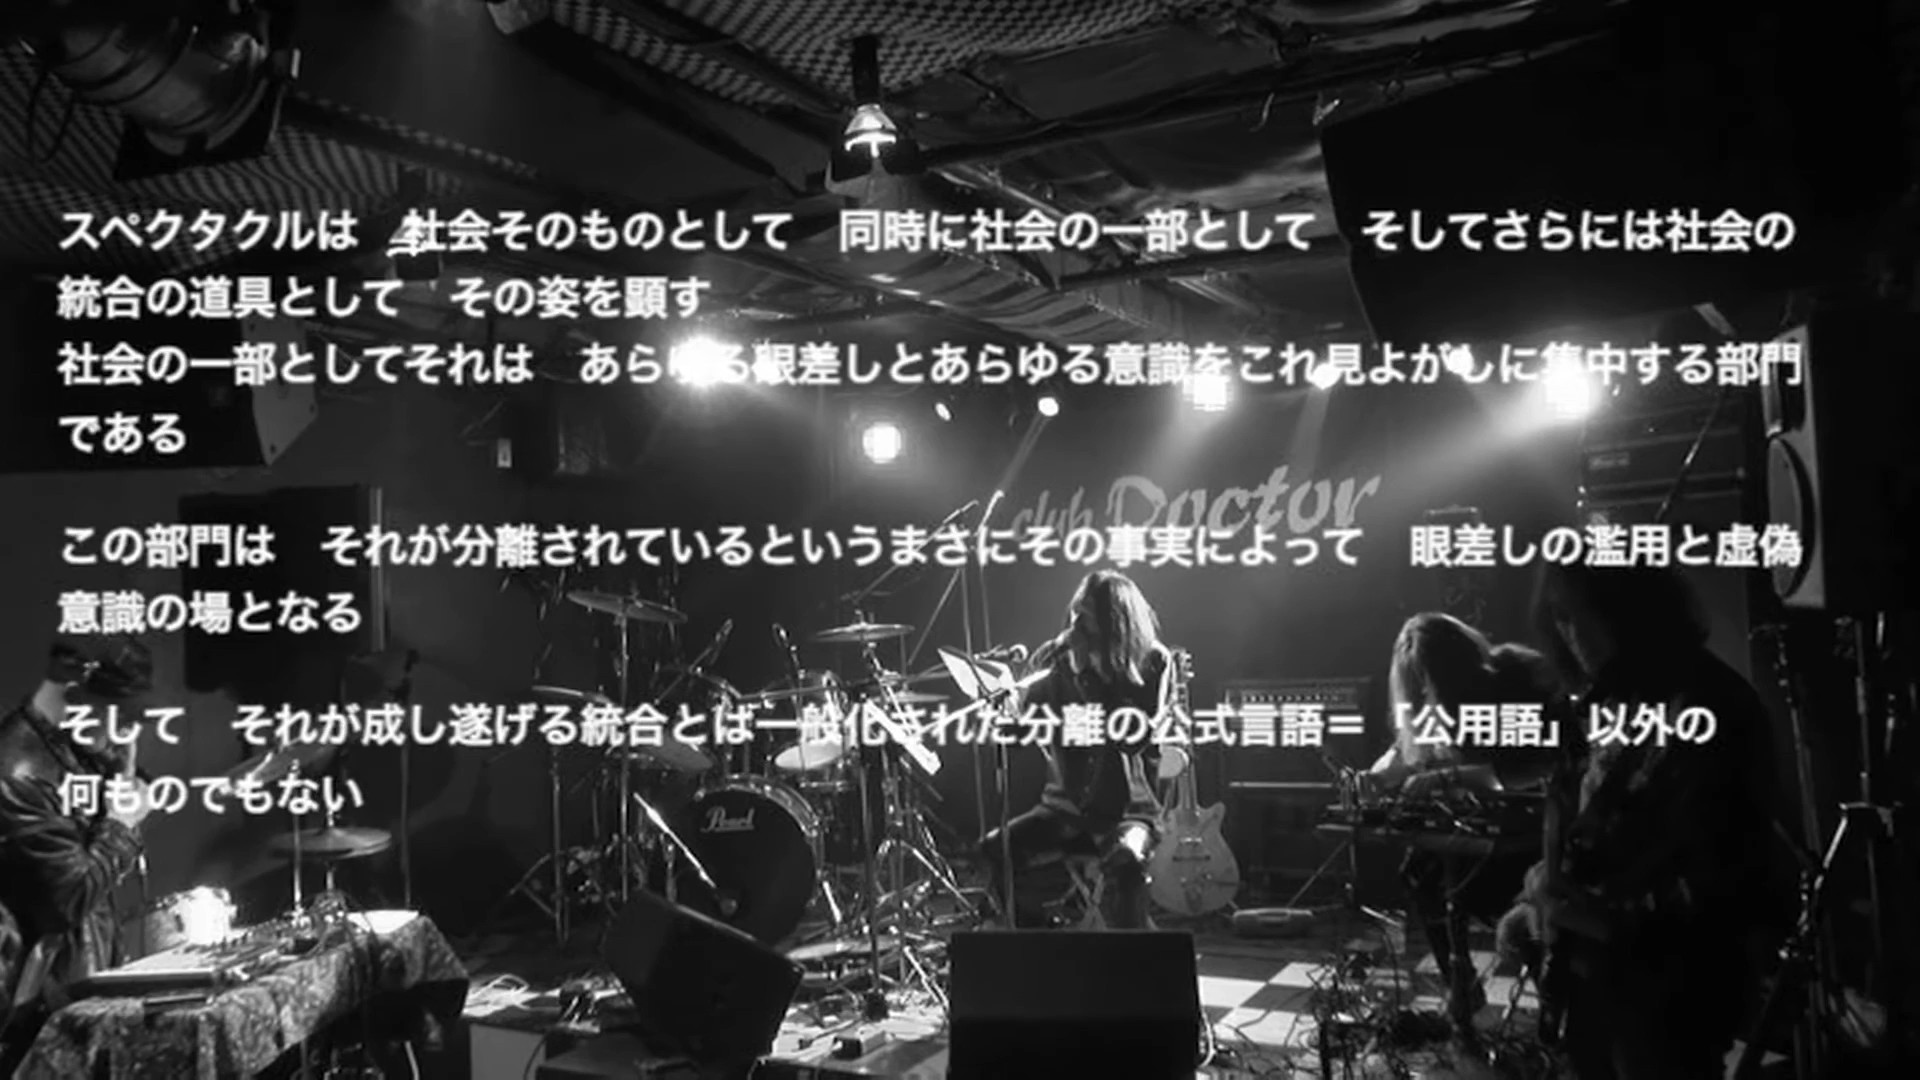 スペクタクルは　社会そのものとして　同時に社会の一部として　そしてさらには社会の
統合の道具として　その姿を顕す
社会の一部としてそれは　あらゆる眼差しとあらゆる意識をこれ見よがしに集中する部門
である
club Doctor
この部門は　それが分離されているというまさにその事実によって　眼差しの濫用と虚偽
意識の場となる
そして　それが成し遂げる統合とは一般化された分離の公式言語＝「公用語」以外の
何ものでもない
Pearl